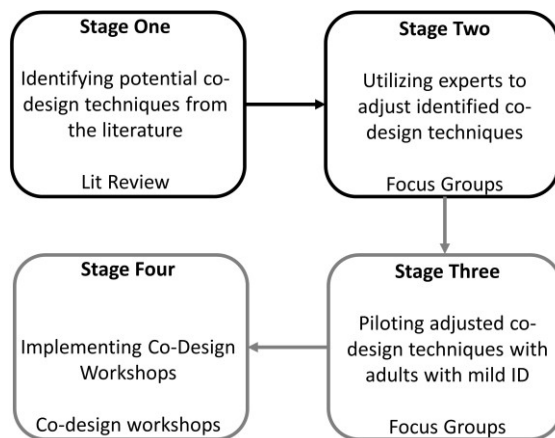 Stage One
Identifying potential co-
design techniques from
the literature
Lit Review
Stage Two
Utilizing experts to
adjust identified co-
design techniques
Focus Groups
Stage Three
Piloting adjusted co-
design techniques with
adults with mild ID
Focus Groups
Stage Four
Implementing Co-Design
Workshops
Co-design workshops